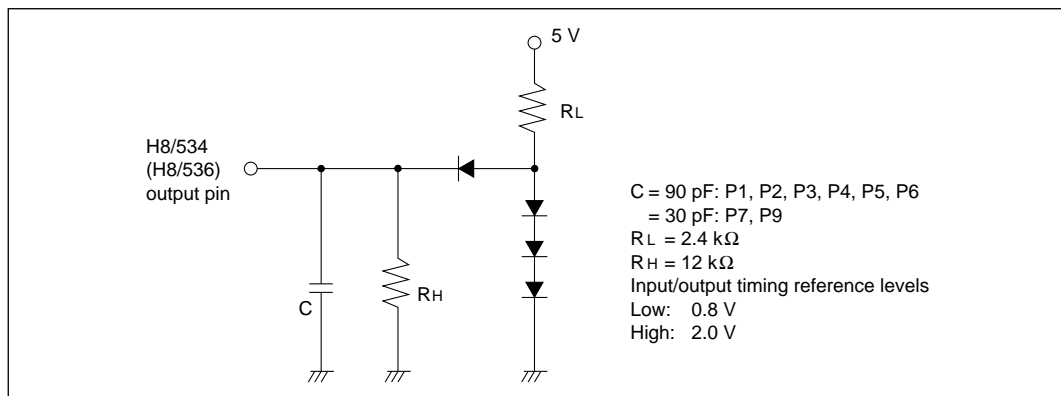 5 V
RL
H8/534
(H8/536)
output pin
C
RH
C = 90 pF: P1, P2, P3, P4, P5, P6
= 30 pF: P7, P9
RL = 2.4 kΩ
RH = 12 kΩ
Input/output timing reference levels
Low: 0.8 V
High: 2.0 V